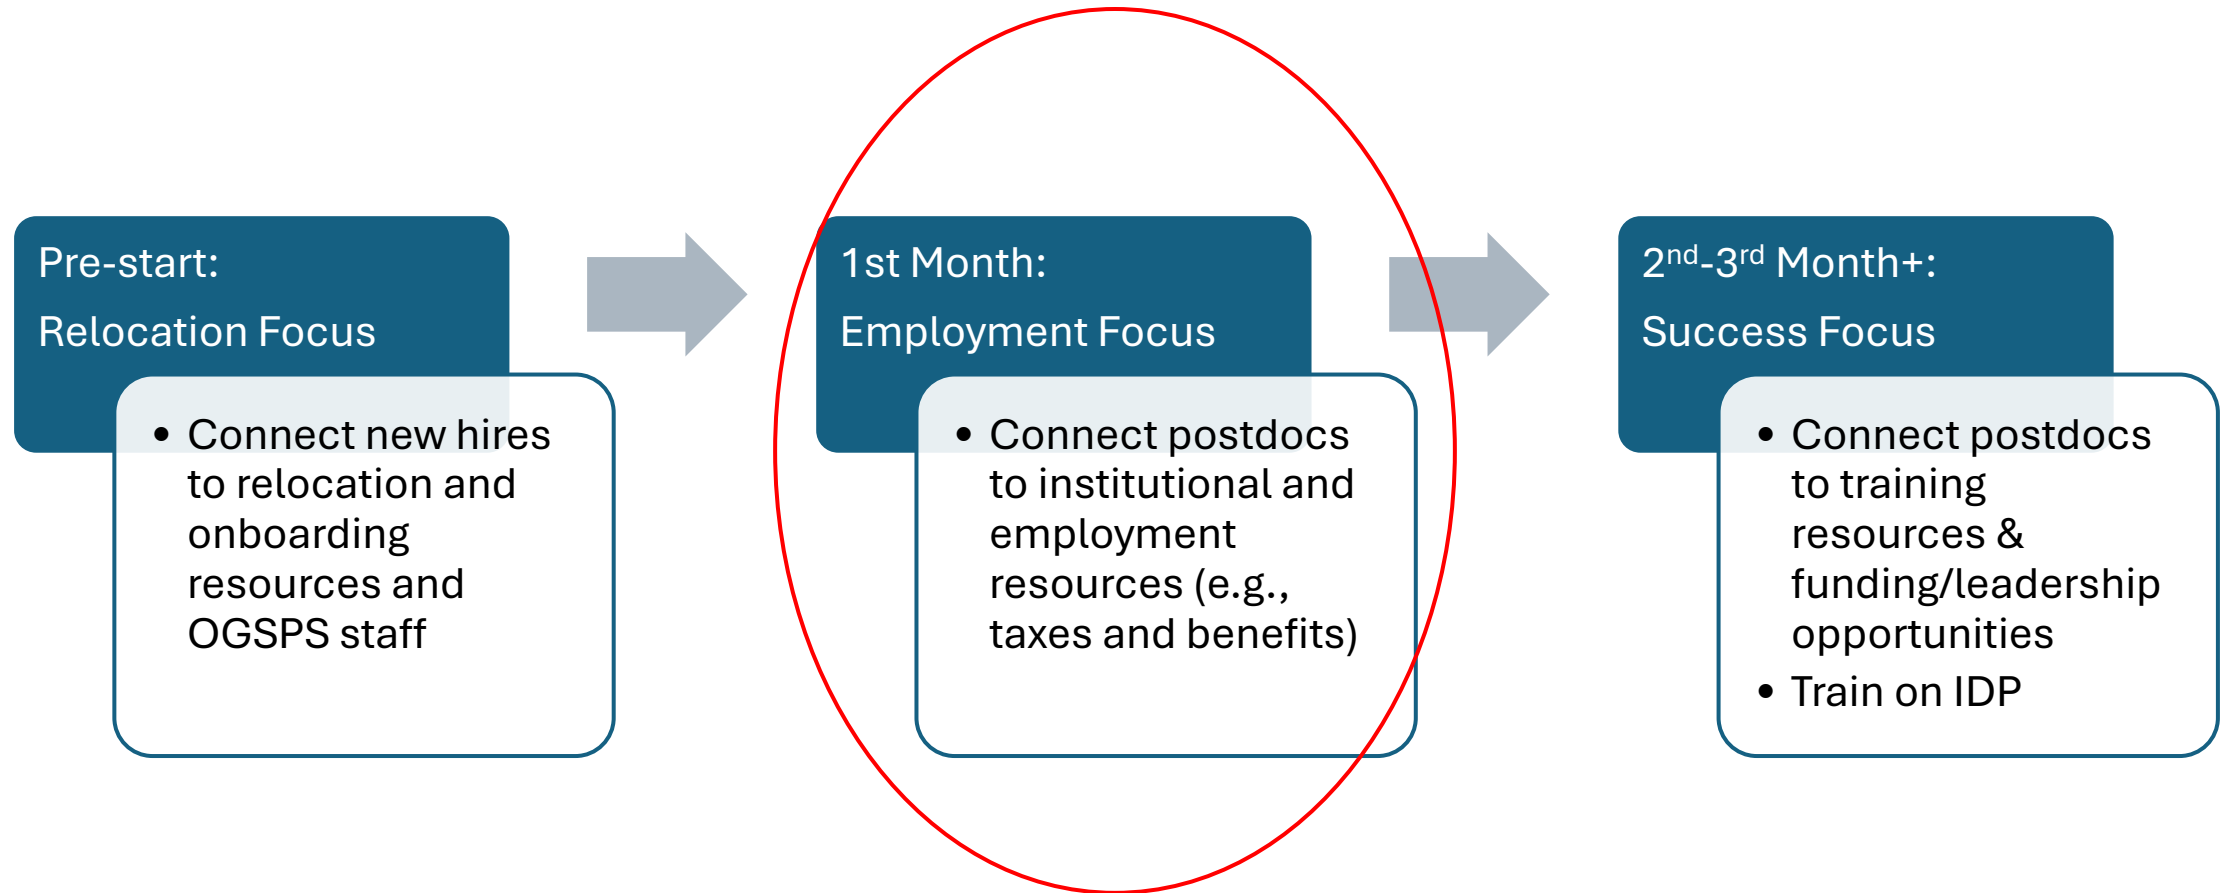 Pre-start:
Relocation Focus
• Connect new hires
to relocation and
onboarding
resources and
OGSPS staff
1st Month:
Employment Focus
• Connect postdocs
to institutional and
employment
resources (e.g.,
taxes and benefits)
2nd-3rd Month+:
Success Focus
• Connect postdocs
to training
resources &
funding/leadership
opportunities
• Train on IDP